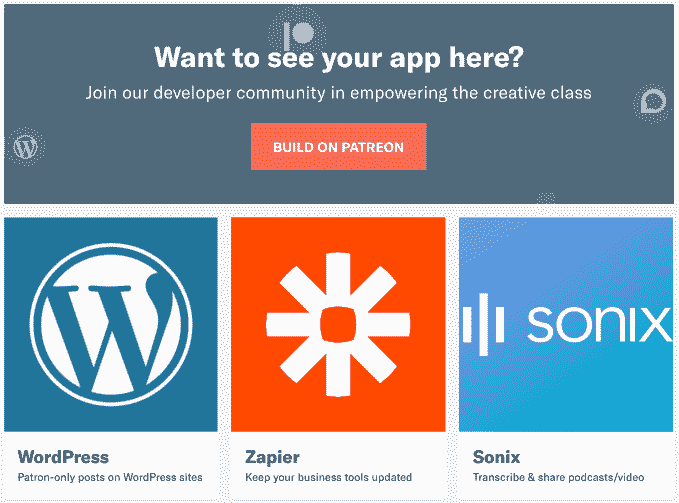 Want to see your app here?
Join our developer community in empowering the creative class
BUILD ON PATREON
sonix
WordPress
Zapier
Sonix
Patron-only posts on WordPress sites
Keep your business tools updated
Transcribe & share podcasts/video